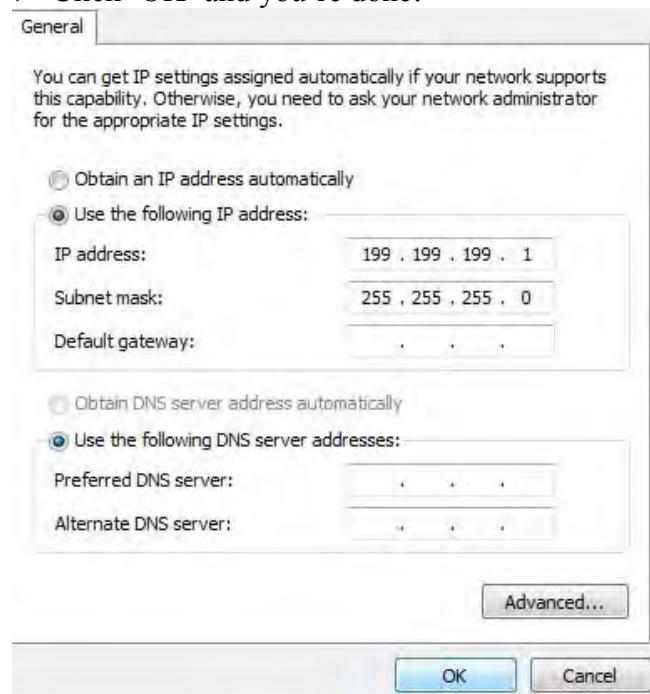 General
You can get IP settings assigned automatically if your network supports
this capability. Otherwise, you need to ask your network administrator
for the appropriate IP settings.
Obtain an IP address automatically
Use the following IP address:
IP address: 199 . 199 . 199 . 1
Subnet mask: 255 . 255 . 255 . 0
Default gateway: . . .
Obtain DNS server address automatically
Use the following DNS server addresses:
Preferred DNS server: . . .
Alternate DNS server: . . .
Advanced...
OK Cancel